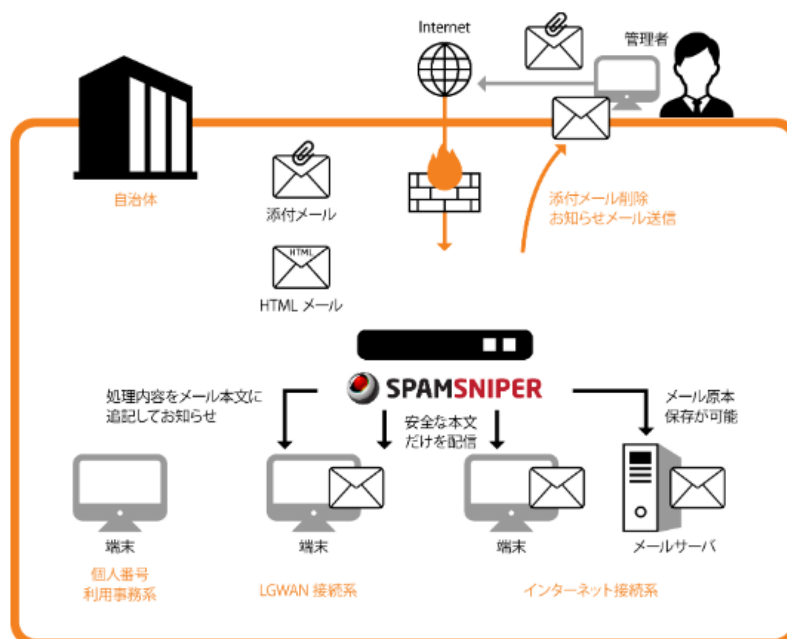 Internet
管理者
自治体
添付メール
添付メール削除
お知らせメール送信
HTML
HTML メール
SPAMSNIPER
処理内容をメール本文に
追記してお知らせ
安全な本文
だけを配信
メール原本
保存が可能
端末
端末
端末
メールサーバ
個人番号
利用事務系
LGWAN 接続系
インターネット接続系